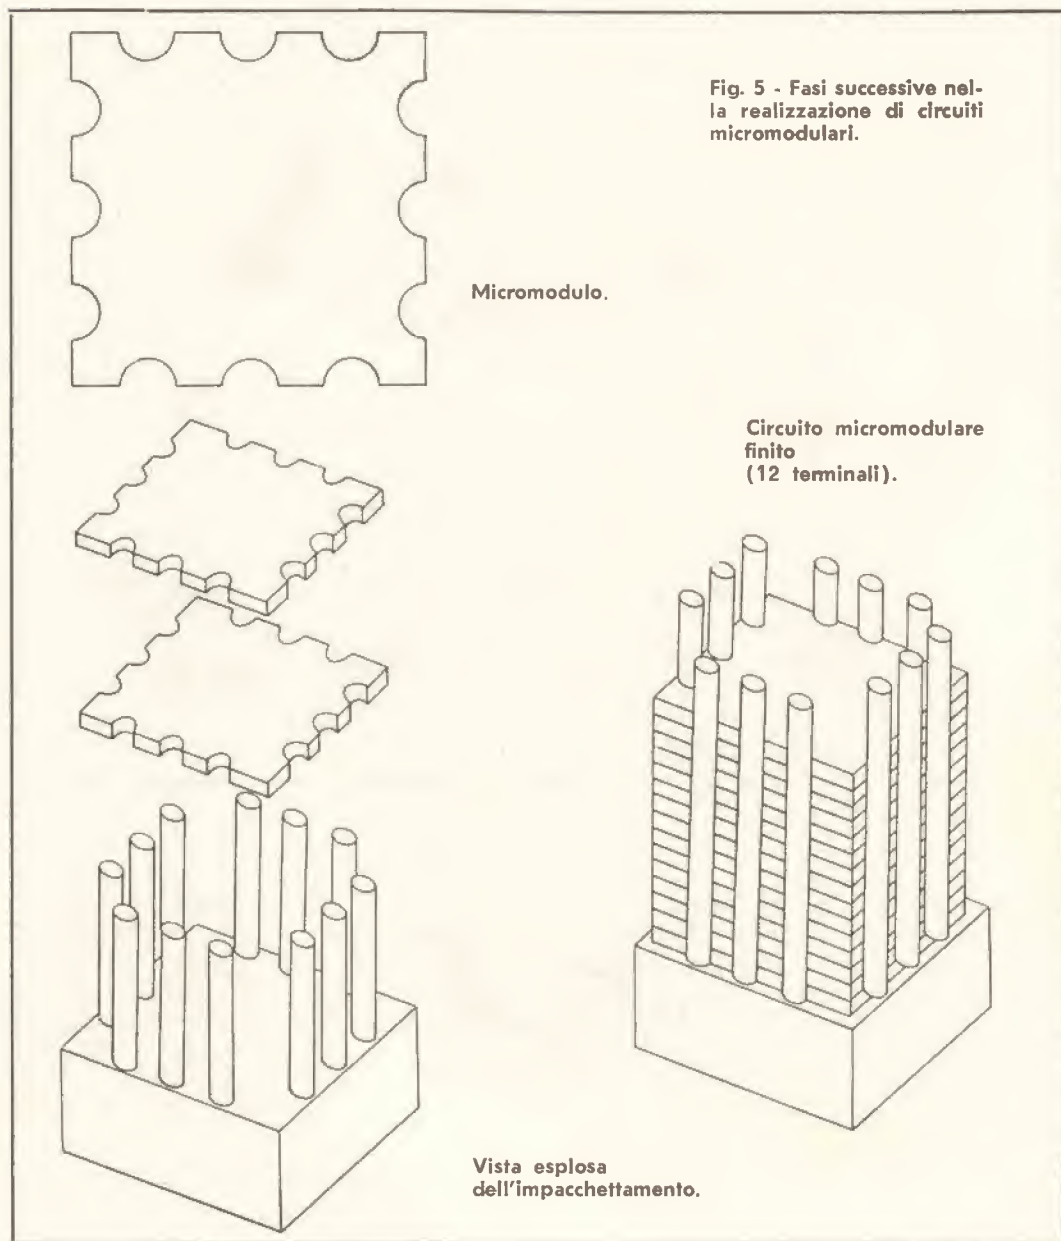 Fig. 5 - Fasi successive nel-
la realizzazione di circuiti
micromodulari.
Micromodulo.
Circuito micromodulare
finito
(12 terminali).
Vista esplosa
dell'impacchettamento.